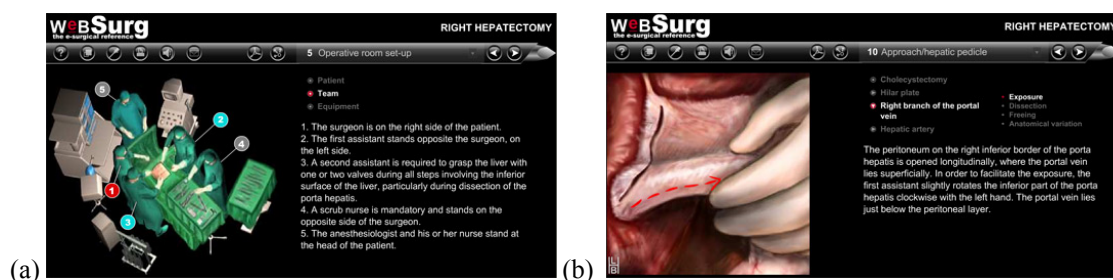 WeBSurg
the e-surgical reference
RIGHT HEPATECTOMY
5 Operative room set-up
Patient
Team
Equipment
1. The surgeon is on the right side of the patient.
2. The first assistant stands opposite the surgeon, on
the left side.
3. A second assistant is required to grasp the liver with
one or two valves during all steps involving the inferior
surface of the liver, particularly during dissection of the
porta hepatis.
4. A scrub nurse is mandatory and stands on the
opposite side of the surgeon.
5. The anesthesiologist and his or her nurse stand at
the head of the patient.
5
2
4
1
3
(a)
WeBSurg
the e-surgical reference
RIGHT HEPATECTOMY
10 Approach/hepatic pedicle
Cholecystectomy
Hilar plate
Right branch of the portal
vein
Hepatic artery
Exposure
Dissection
Freeing
Anatomical variation
The peritoneum on the right inferior border of the porta
hepatis is opened longitudinally, where the portal vein
lies superficially. In order to facilitate the exposure, the
first assistant slightly rotates the inferior part of the porta
hepatis clockwise with the left hand. The portal vein lies
just below the peritoneal layer.
(b)